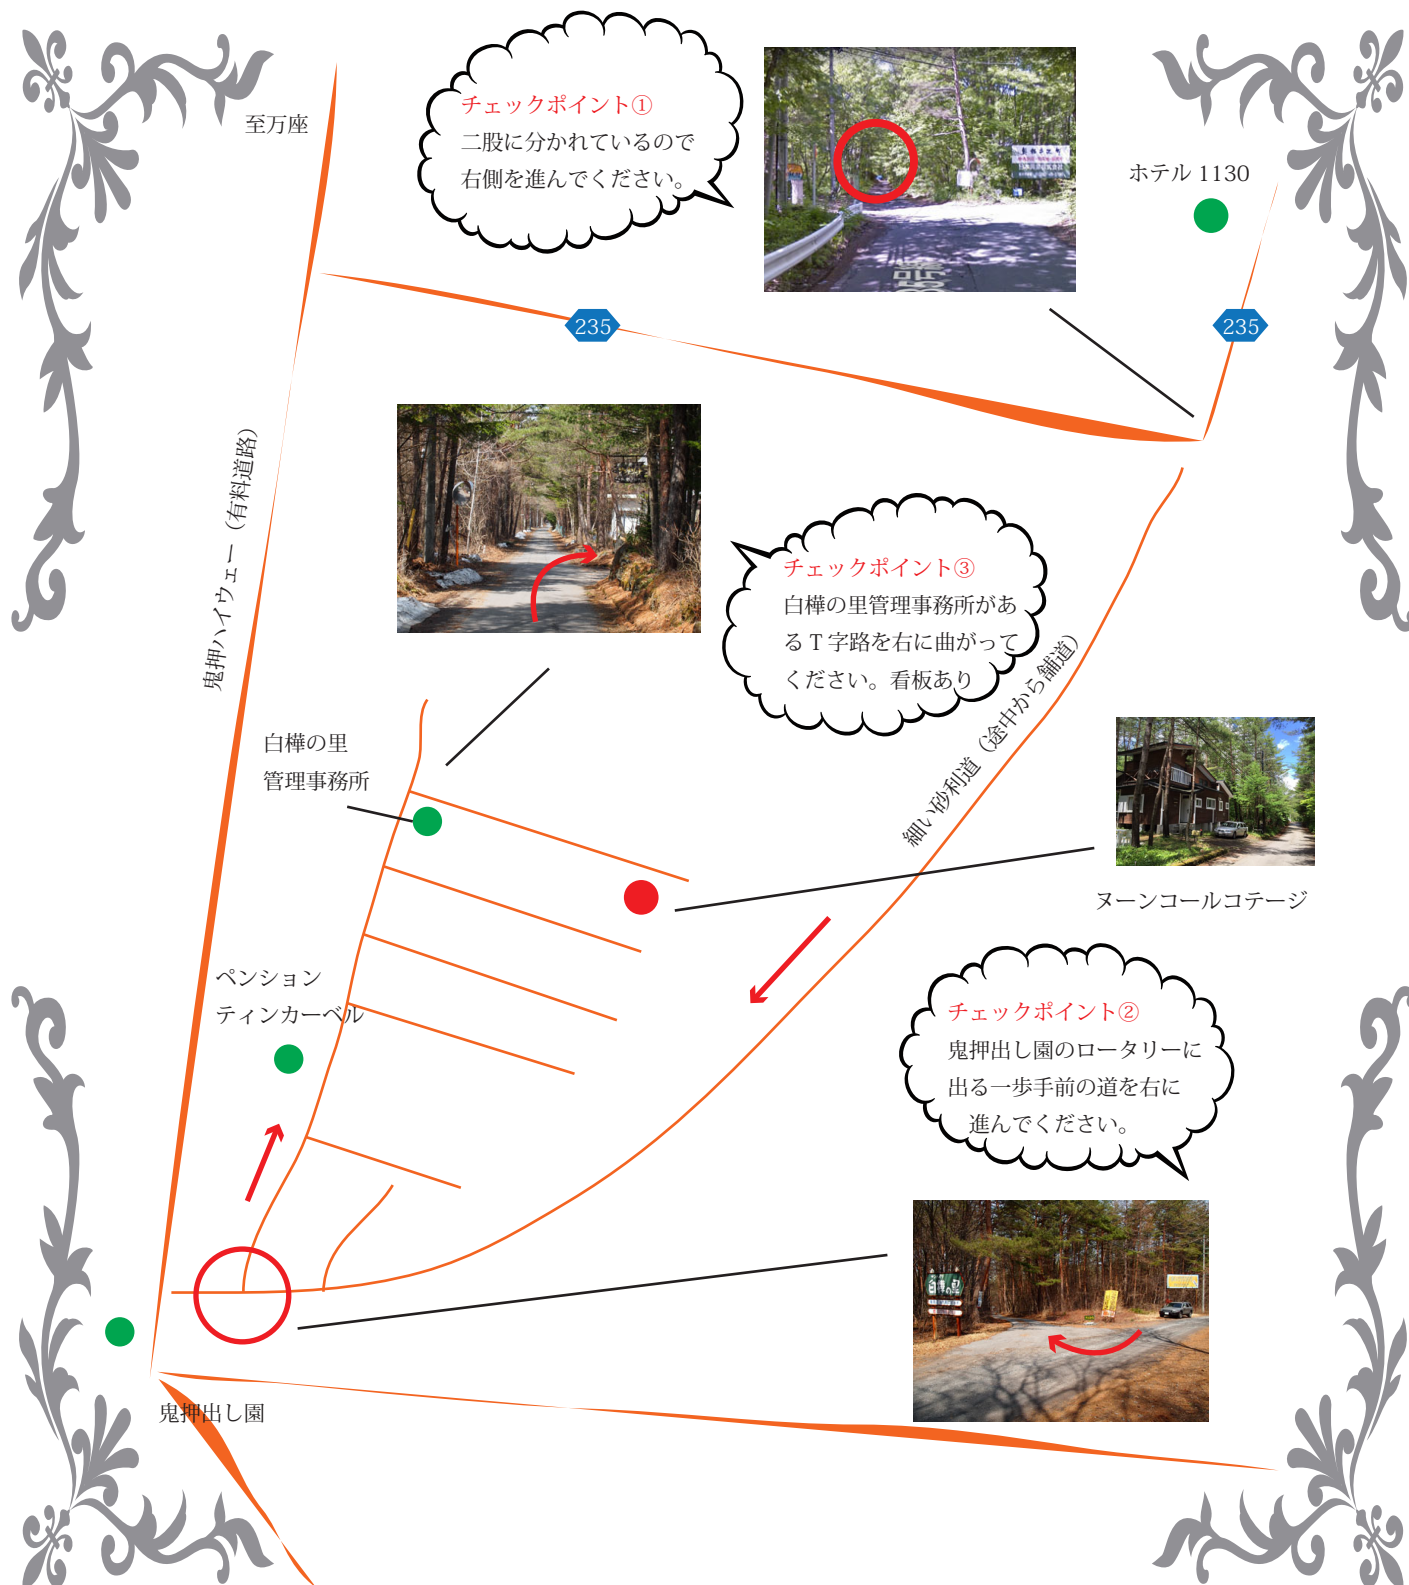 至万座
チェックポイント①
二股に分かれているので
右側を進んでください。
ホテル 1130
235
235
鬼押ハイウェー（有料道路）
チェックポイント③
白樺の里管理事務所があ
るＴ字路を右に曲がって
ください。看板あり
細い砂利道（途中から舗道）
白樺の里
管理事務所
ヌーンコールコテージ
ペンション
ティンカーベル
チェックポイント②
鬼押出し園のロータリーに
出る一歩手前の道を右に
進んでください。
白樺の里
鬼押出し園